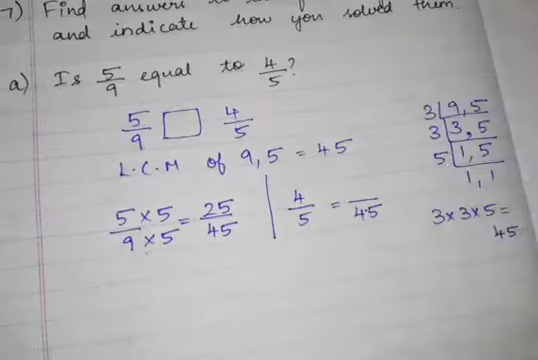 7) Find answers to
and indicate how you solved them.
a) Is 5/9 equal to 4/5?
5/9 □ 4/5
L.C.M of 9,5 = 45
3 | 9, 5
3 | 3, 5
5 | 1, 5
1, 1
3 x 3 x 5 =
45
5 x 5 / 9 x 5 = 25/45 | 4/5 = /45